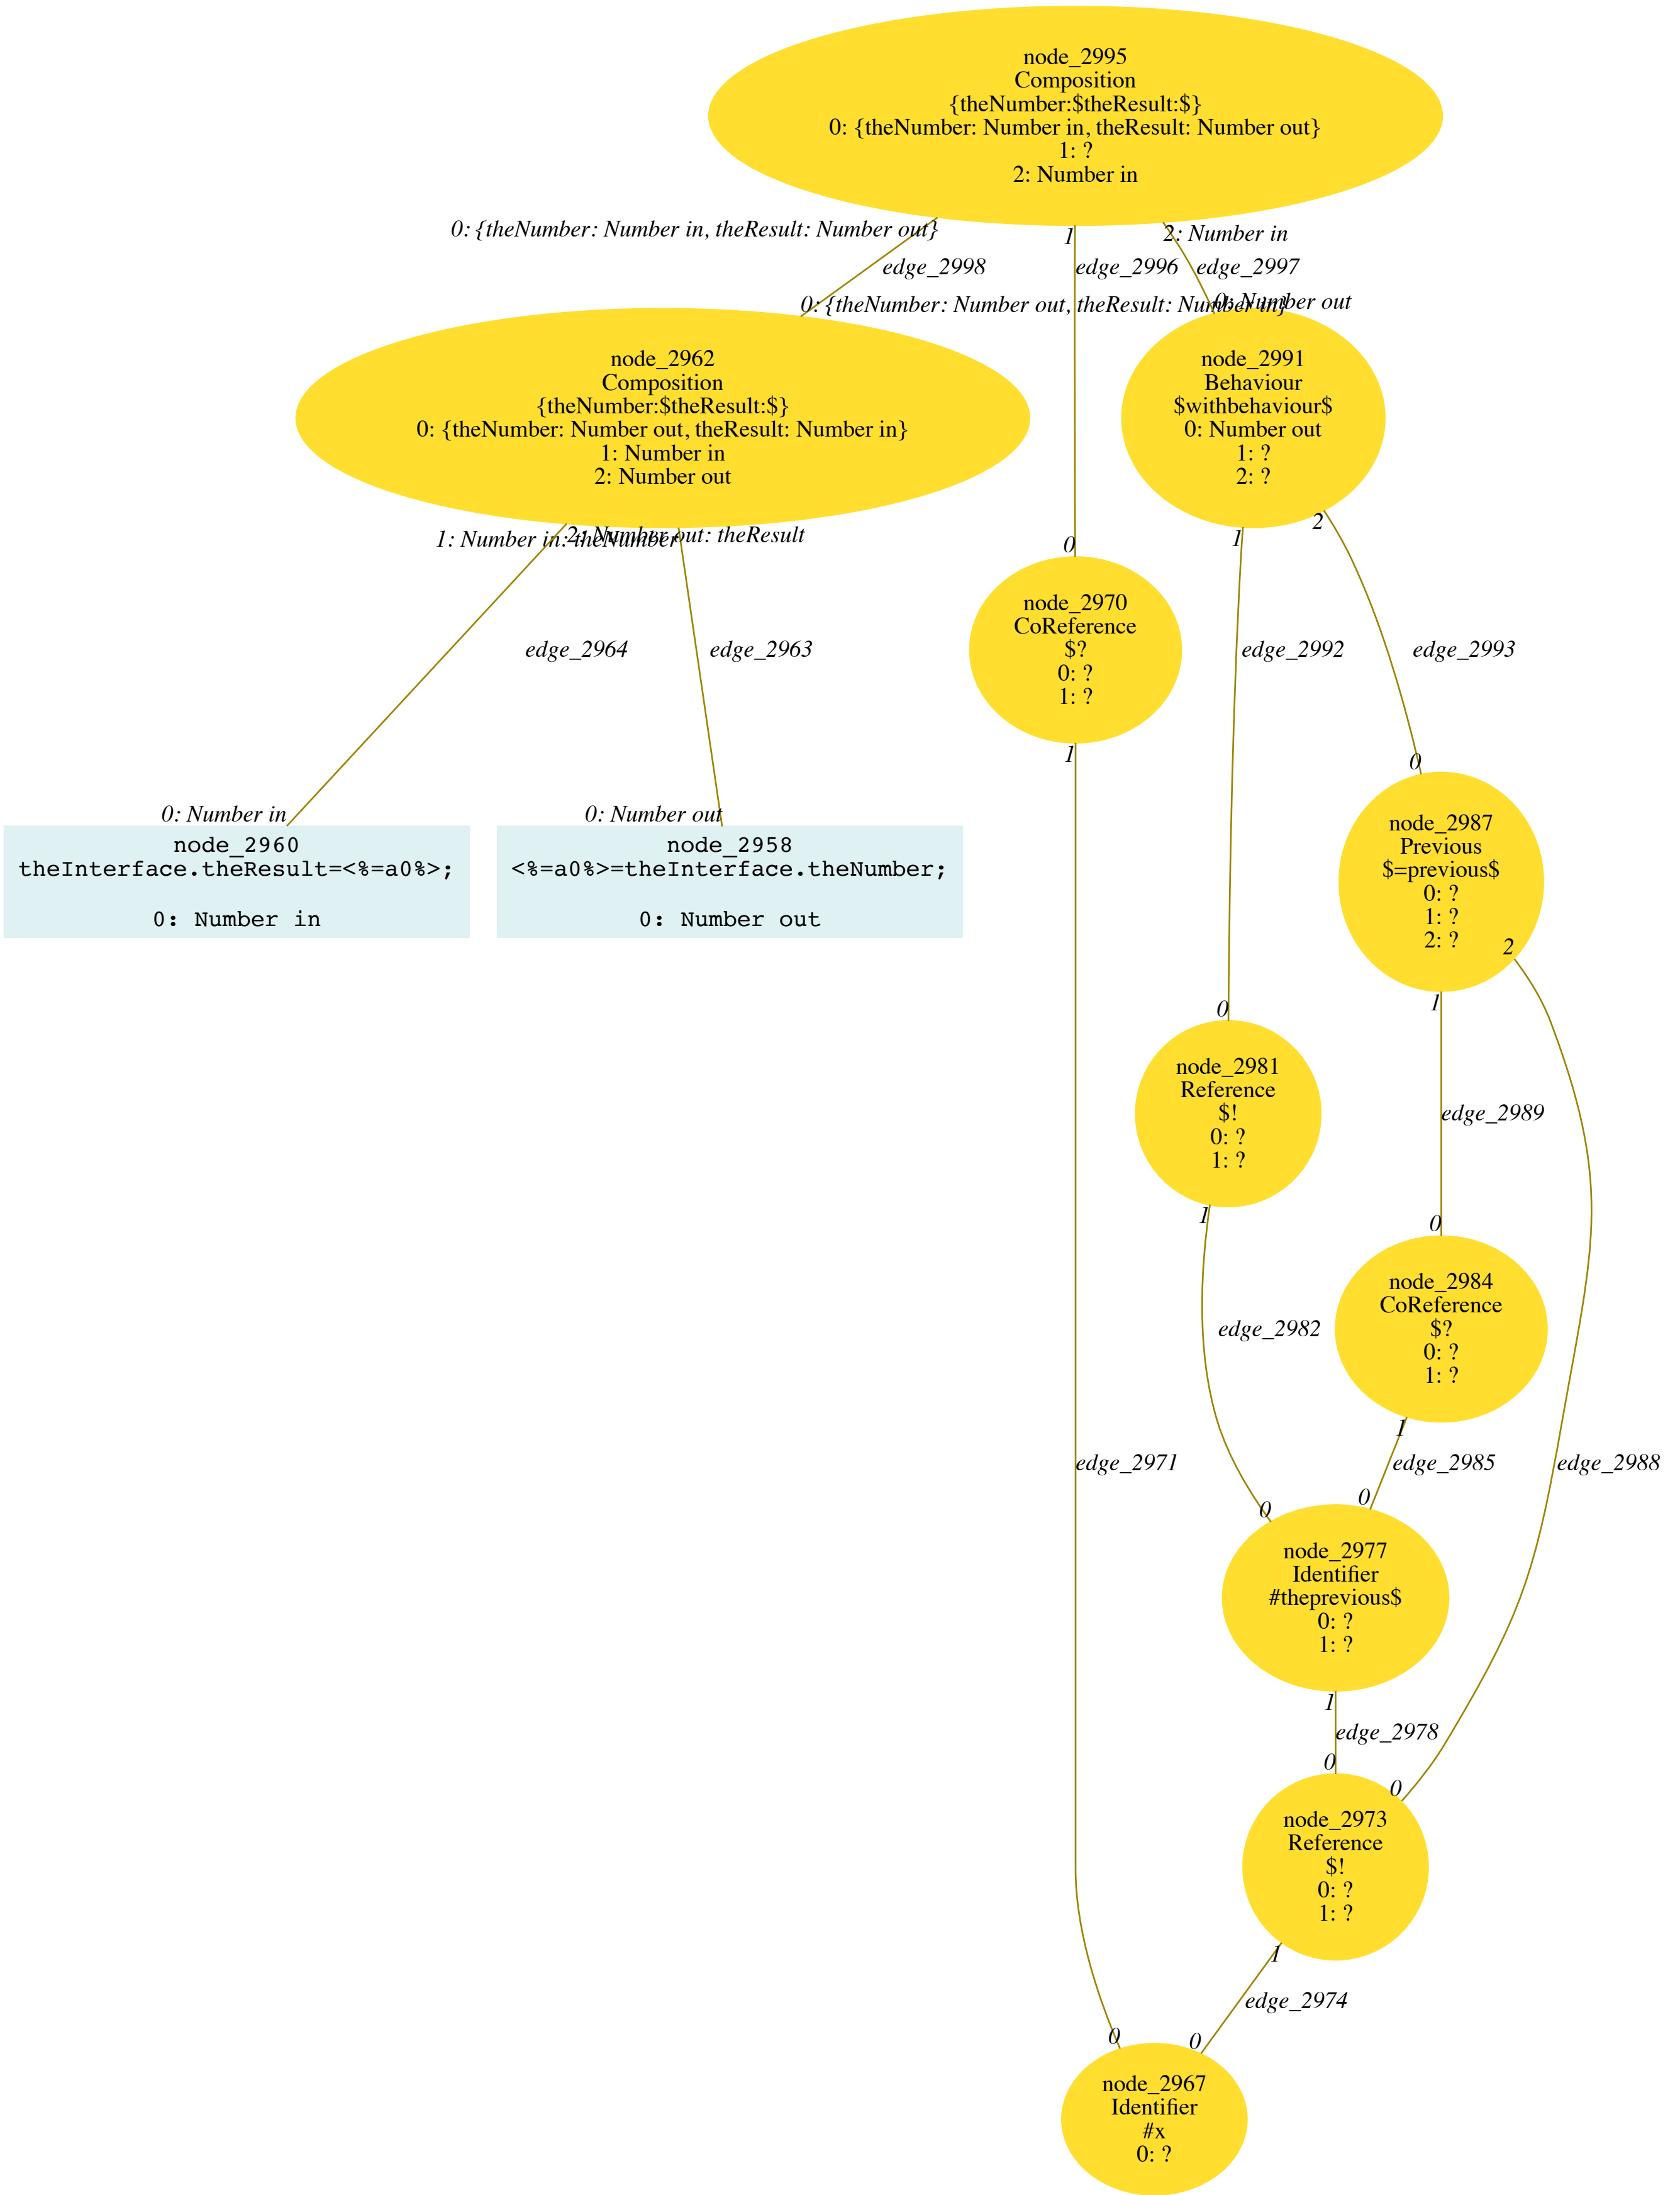 node_2995
Composition
{theNumber:$theResult:$}
0: {theNumber: Number in, theResult: Number out}
1: ?
2: Number in
0: {theNumber: Number in, theResult: Number out}
1
2: Number in
edge_2998
edge_2996
edge_2997
0: {theNumber: Number out, theResult: Number in}
0: Number out
node_2962
Composition
{theNumber:$theResult:$}
0: {theNumber: Number out, theResult: Number in}
1: Number in
2: Number out
node_2991
Behaviour
$withbehaviour$
0: Number out
1: ?
2: ?
1: Number in: theNumber
2: Number out: theResult
0
1
2
node_2970
CoReference
$?
0: ?
1: ?
edge_2964
edge_2963
edge_2992
edge_2993
1
0
0: Number in
0: Number out
node_2960
theInterface.theResult=<%=a0%>;
0: Number in
node_2958
<%=a0%>=theInterface.theNumber;
0: Number out
node_2987
Previous
$=previous$
0: ?
1: ?
2: ?
2
1
0
node_2981
Reference
$!
0: ?
1: ?
edge_2989
1
0
node_2984
CoReference
$?
0: ?
1: ?
edge_2982
1
edge_2971
edge_2985
edge_2988
0
0
node_2977
Identifier
#theprevious$
0: ?
1: ?
1
edge_2978
0
0
node_2973
Reference
$!
0: ?
1: ?
1
edge_2974
0
0
node_2967
Identifier
#x
0: ?